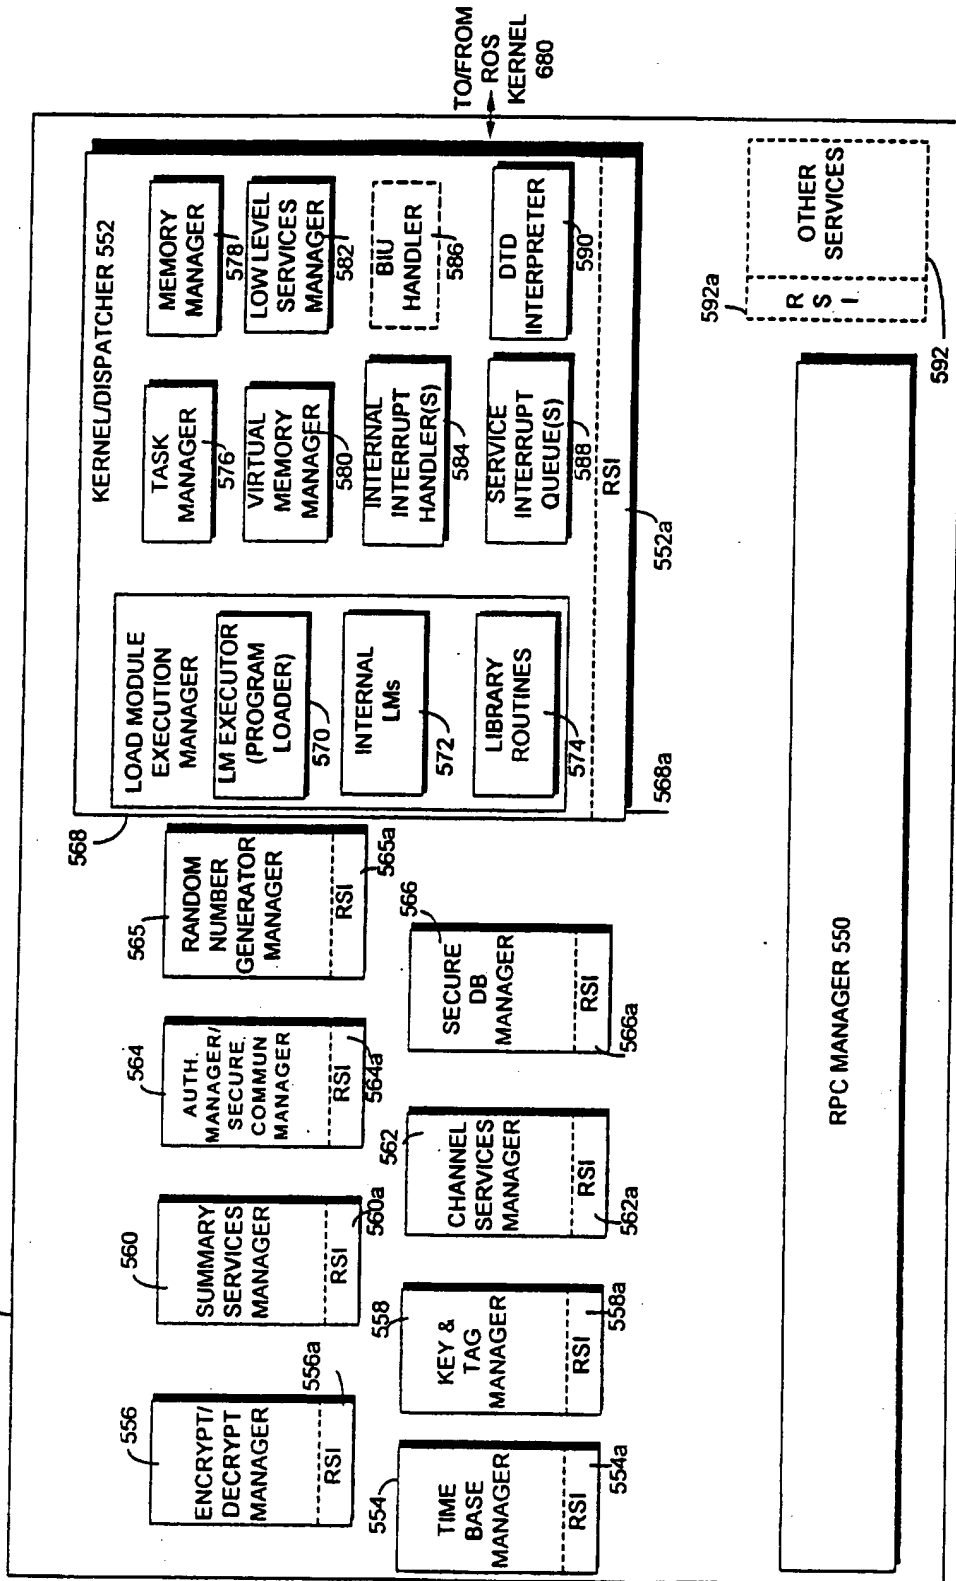 KERNEL/DISPATCHER 552
TO/FROM
ROS
KERNEL
680
568
LOAD MODULE
EXECUTION
MANAGER
LM EXECUTOR
(PROGRAM
LOADER)
570
INTERNAL
LMs
572
LIBRARY
ROUTINES
574
568a
TASK
MANAGER
576
MEMORY
MANAGER
578
VIRTUAL
MEMORY
MANAGER
580
LOW LEVEL
SERVICES
MANAGER
582
INTERNAL
INTERRUPT
HANDLER(S)
584
BIU
HANDLER
586
SERVICE
INTERRUPT
QUEUE(S)
588
DTD
INTERPRETER
590
RSI
552a
556
ENCRYPT/
DECRYPT
MANAGER
RSI
556a
560
SUMMARY
SERVICES
MANAGER
RSI
560a
564
AUTH.
MANAGER/
SECURE.
COMMUN
MANAGER
RSI
564a
565
RANDOM
NUMBER
GENERATOR
MANAGER
RSI
565a
554
TIME
BASE
MANAGER
RSI
554a
558
KEY &
TAG
MANAGER
RSI
558a
562
CHANNEL
SERVICES
MANAGER
RSI
562a
566
SECURE
DB
MANAGER
RSI
566a
592a
R
S
I
OTHER
SERVICES
592
RPC MANAGER 550